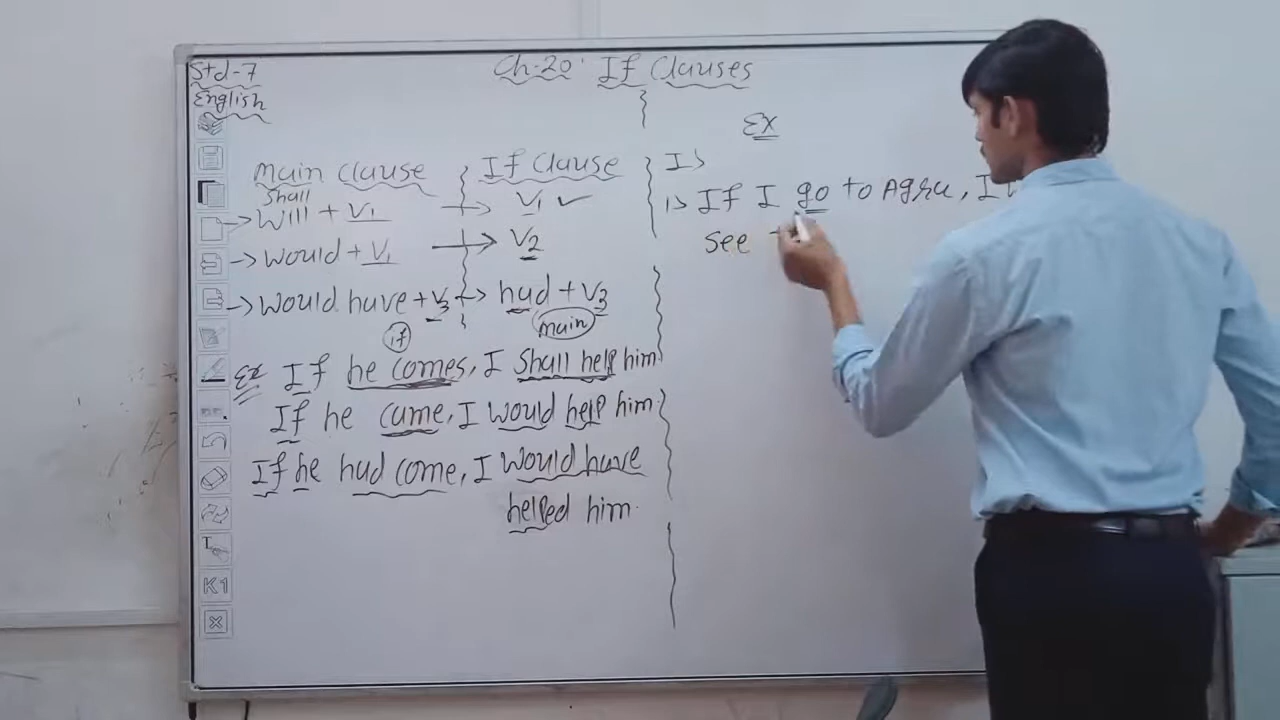 Std-7
English
Ch-20. If Clauses
Main Clause If Clause
Shall
→ Will + V1 → V1 ✓
→ Would + V1 → V2
→ Would have + V3 → had + V3
if main
Ex If he comes, I Shall help him.
If he came, I would help him.
If he had come, I would have
helped him.
Ex
I>
1> If I go to Agra, I
see
T
K1